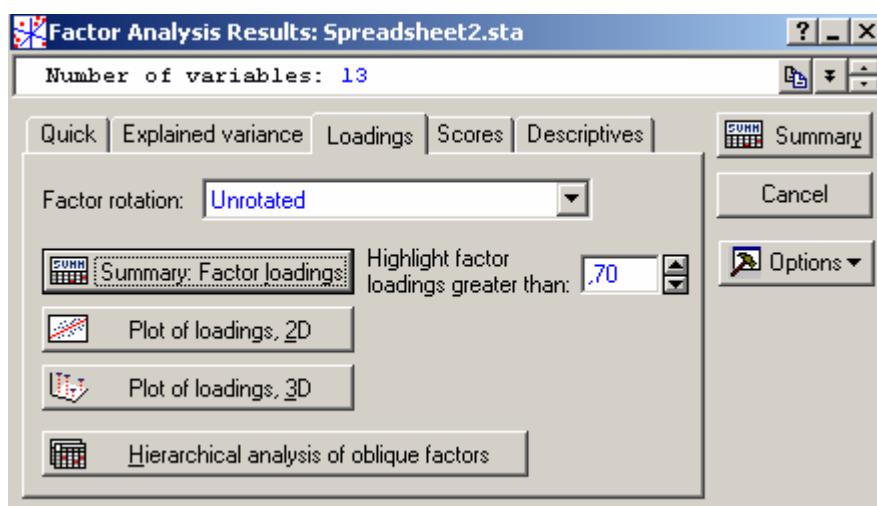 Factor Analysis Results: Spreadsheet2.sta
Number of variables: 13
Quick Explained variance Loadings Scores Descriptives
Summary
Cancel
Options
Factor rotation: Unrotated
SUMM Summary: Factor loadings
Highlight factor
loadings greater than: ,70
Plot of loadings, 2D
Plot of loadings, 3D
Hierarchical analysis of oblique factors